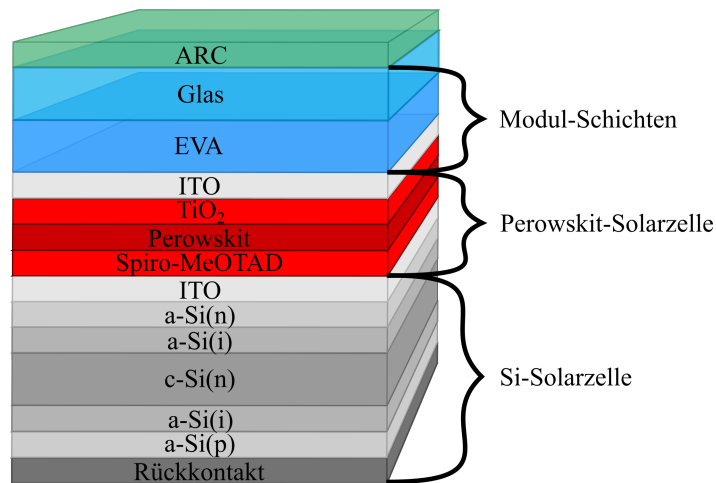 ARC
Glas
EVA
ITO
TiO₂
Perowskit
Spiro-MeOTAD
ITO
a-Si(n)
a-Si(i)
c-Si(n)
a-Si(i)
a-Si(p)
Rückkontakt
Modul-Schichten
Perowskit-Solarzelle
Si-Solarzelle